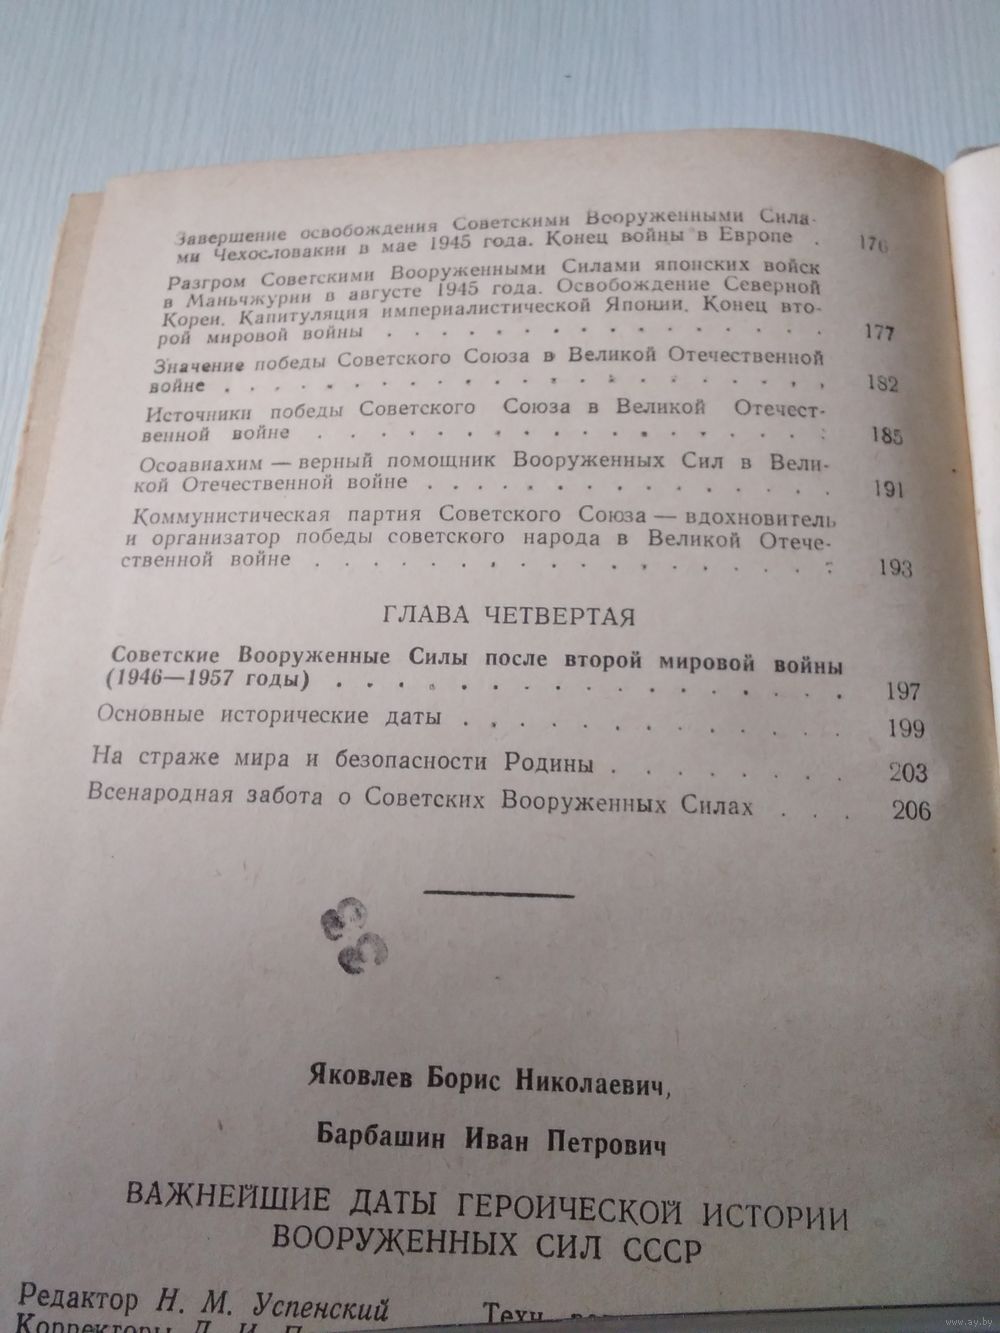 Завершение освобождения Советскими Вооруженными Сила-
ми Чехословакии в мае 1945 года. Конец войны в Европе . 176
Разгром Советскими Вооруженными Силами японских войск
в Маньчжурии в августе 1945 года. Освобождение Северной
Кореи. Капитуляция империалистической Японии. Конец вто-
рой мировой войны . . . . . . . . . . . . . . . . 177
Значение победы Советского Союза в Великой Отечественной
войне . . . . . . . . . . . . . . . . . . . . . . 182
Источники победы Советского Союза в Великой Отечест-
венной войне . . . . . . . . . . . . . . . . . . 185
Осоавиахим — верный помощник Вооруженных Сил в Вели-
кой Отечественной войне . . . . . . . . . . . . . 191
Коммунистическая партия Советского Союза — вдохновитель
и организатор победы советского народа в Великой Отече-
ственной войне . . . . . . . . . . . . . . . . . 193
ГЛАВА ЧЕТВЕРТАЯ
Советские Вооруженные Силы после второй мировой войны
(1946—1957 годы) . . . . . . . . . . . . . . . . 197
Основные исторические даты . . . . . . . . . . . . 199
На страже мира и безопасности Родины . . . . . . . 203
Всенародная забота о Советских Вооруженных Силах . . . 206
Яковлев Борис Николаевич,
Барбашин Иван Петрович
ВАЖНЕЙШИЕ ДАТЫ ГЕРОИЧЕСКОЙ ИСТОРИИ
ВООРУЖЕННЫХ СИЛ СССР
Редактор Н. М. Успенский Техн.
Корректоры Л. И.
www.ay.by